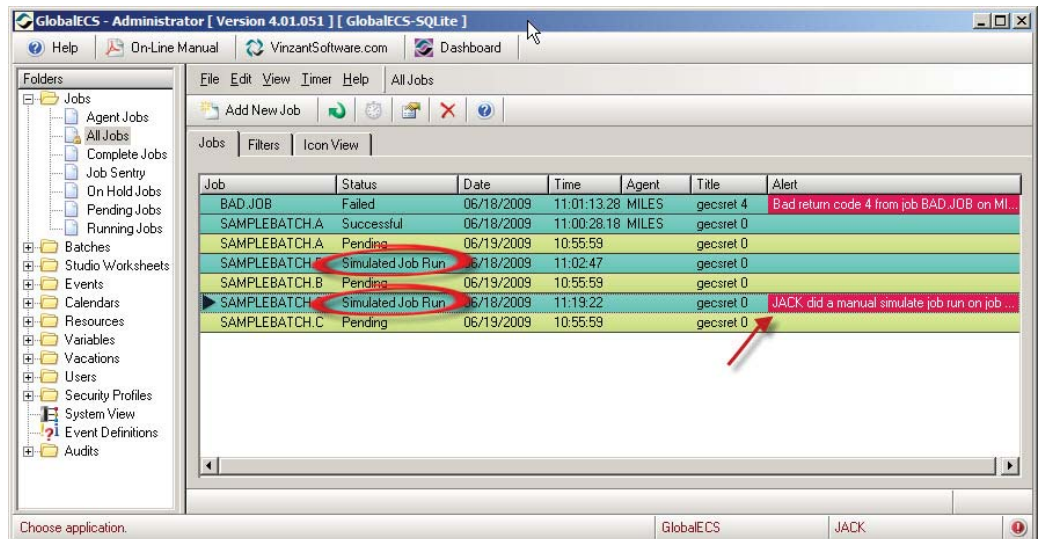 GlobalECS - Administrator [ Version 4.01.051 ] [ GlobalECS-SQLite ]
Help On-Line Manual VinzantSoftware.com Dashboard
Folders
Jobs
Agent Jobs
All Jobs
Complete Jobs
Job Sentry
On Hold Jobs
Pending Jobs
Running Jobs
Batches
Studio Worksheets
Events
Calendars
Resources
Variables
Vacations
Users
Security Profiles
System View
Event Definitions
Audits
File Edit View Timer Help All Jobs
Add New Job
Jobs Filters Icon View
Job Status Date Time Agent Title Alert
BAD.JOB Failed 06/18/2009 11:01:13.28 MILES gecsret 4 Bad return code 4 from job BAD.JOB on MI...
SAMPLEBATCH.A Successful 06/18/2009 11:00:28.18 MILES gecsret 0
SAMPLEBATCH.A Pending 06/19/2009 10:55:59 gecsret 0
Simulated Job Run 11:02:47 gecsret 0
SAMPLEBATCH.B Pending 06/19/2009 10:55:59 gecsret 0
Simulated Job Run 11:19:22 gecsret 0 JACK did a manual simulate job run on job ...
SAMPLEBATCH.C Pending 06/19/2009 10:55:59 gecsret 0
Choose application. GlobalECS JACK